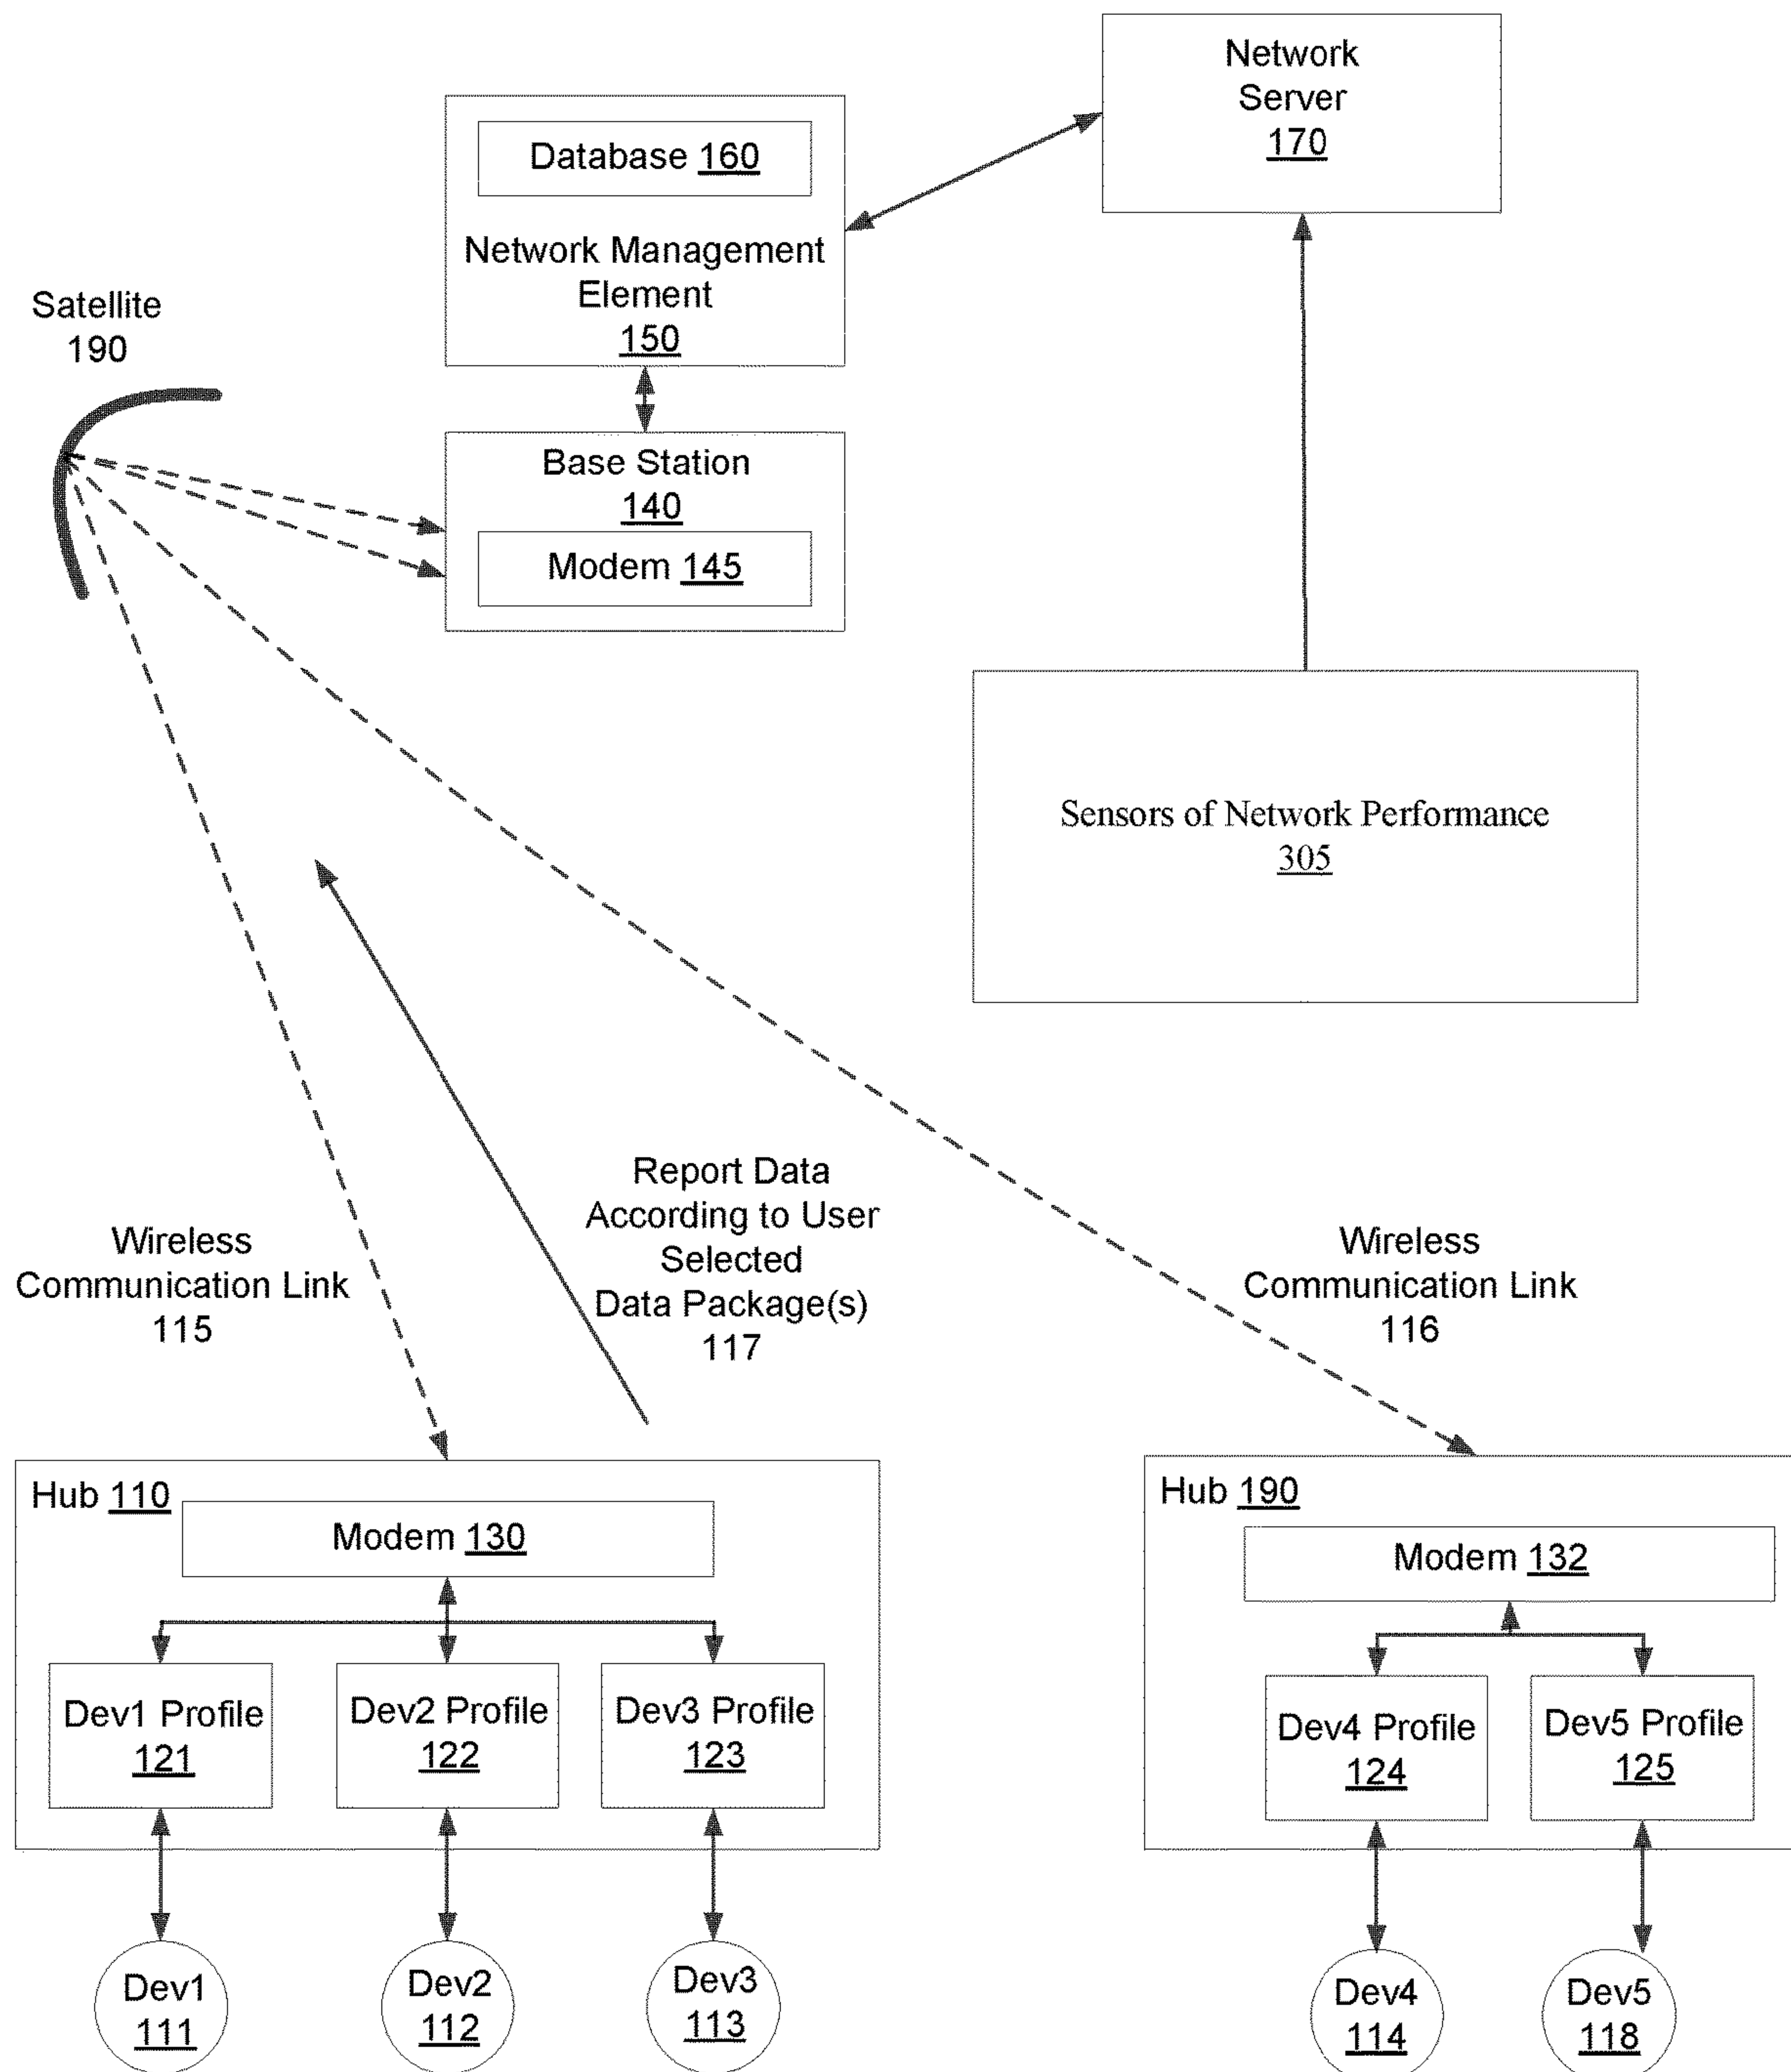 Network
Server
170
Database 160
Network Management
Element
150
Satellite
190
Base Station
140
Modem 145
Sensors of Network Performance
305
Report Data
According to User
Selected
Data Package(s)
117
Wireless
Communication Link
115
Wireless
Communication Link
116
Hub 110
Modem 130
Dev1 Profile
121
Dev2 Profile
122
Dev3 Profile
123
Hub 190
Modem 132
Dev4 Profile
124
Dev5 Profile
125
Dev1
111
Dev2
112
Dev3
113
Dev4
114
Dev5
118